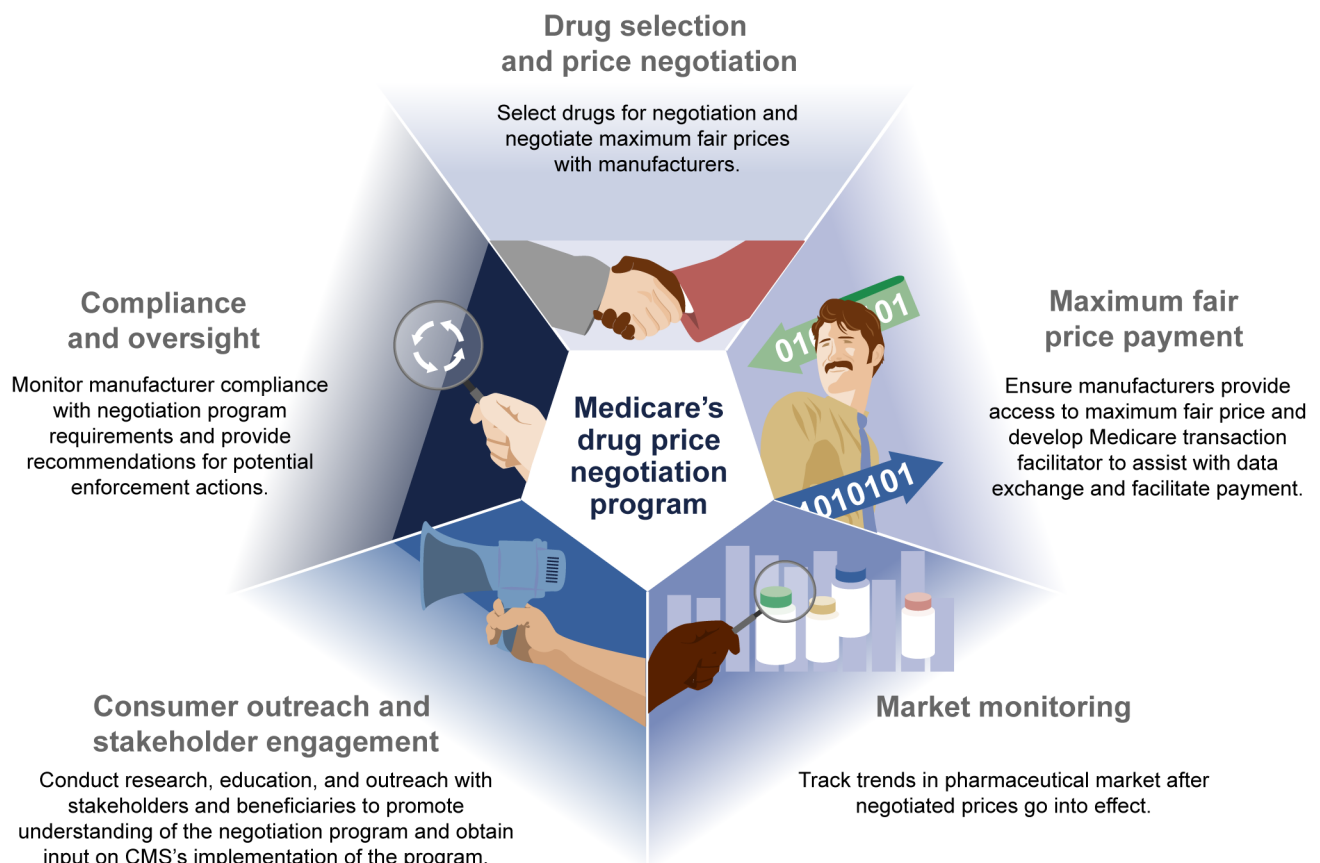 Drug selection
and price negotiation
Select drugs for negotiation and
negotiate maximum fair prices
with manufacturers.
Maximum fair
price payment
Ensure manufacturers provide
access to maximum fair price and
develop Medicare transaction
facilitator to assist with data
exchange and facilitate payment.
Market monitoring
Track trends in pharmaceutical market after
negotiated prices go into effect.
Consumer outreach and
stakeholder engagement
Conduct research, education, and outreach with
stakeholders and beneficiaries to promote
understanding of the negotiation program and obtain
input on CMS's implementation of the program.
Compliance
and oversight
Monitor manufacturer compliance
with negotiation program
requirements and provide
recommendations for potential
enforcement actions.
Medicare's
drug price
negotiation
program
01
01
1010101